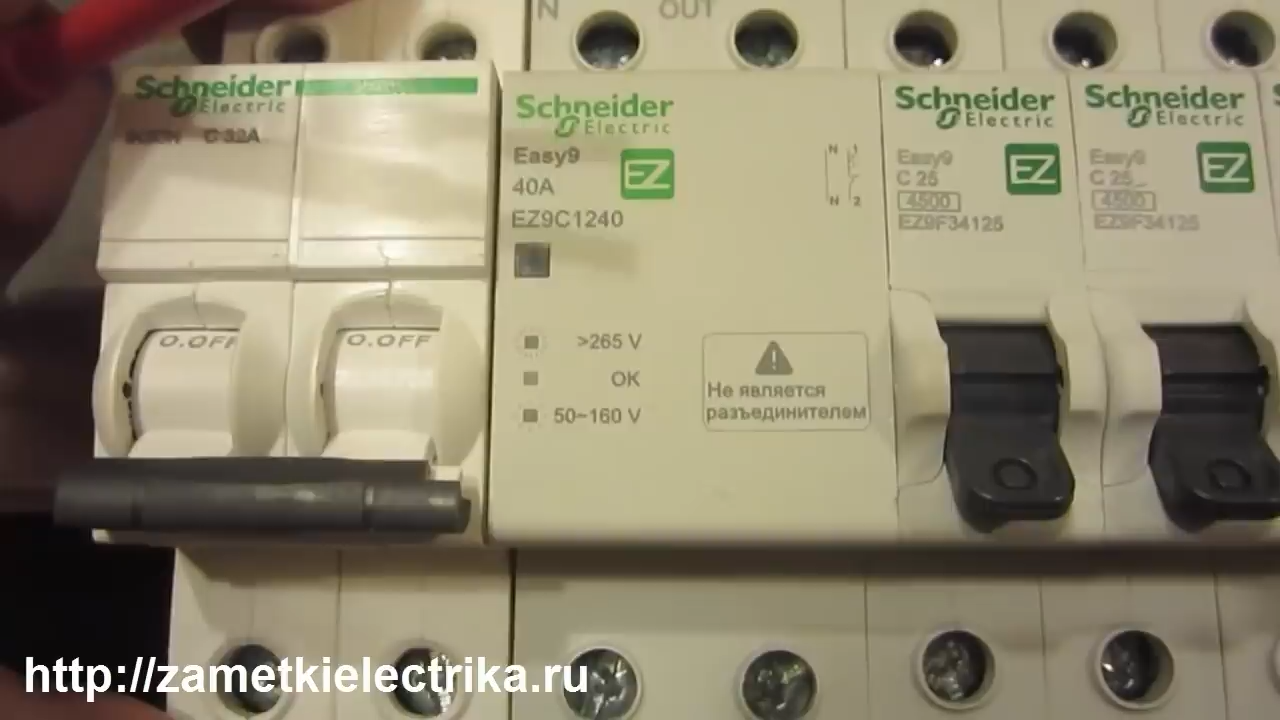 N OUT
Schneider
Electric
C 32A
O.OFF
O.OFF
Schneider
Electric
Easy9
EZ
40A
EZ9C1240
N 1
N 2
>265 V
OK
50~160 V
Не является
разъединителем
Schneider
Electric
Easy9
EZ
C 25
4500
EZ9F34125
O
Schneider
Electric
Easy9
EZ
C 25
4500
EZ9F34125
O
http://zametkielectrika.ru